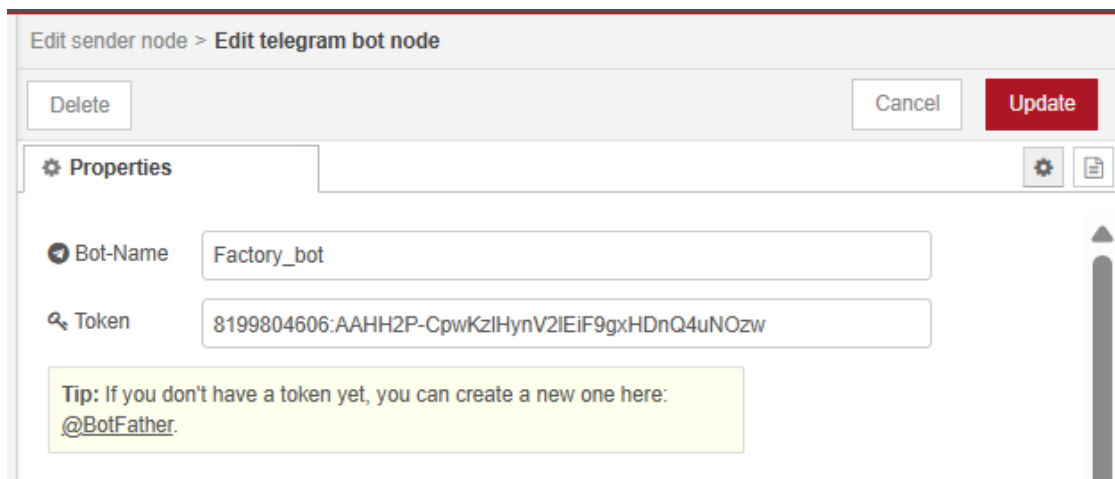 Edit sender node > Edit telegram bot node
Delete
Cancel
Update
Properties
Bot-Name
Factory_bot
Token
8199804606:AAHH2P-CpwKzIHynV2IEiF9gxHDnQ4uNOzw
Tip: If you don't have a token yet, you can create a new one here:
@BotFather.